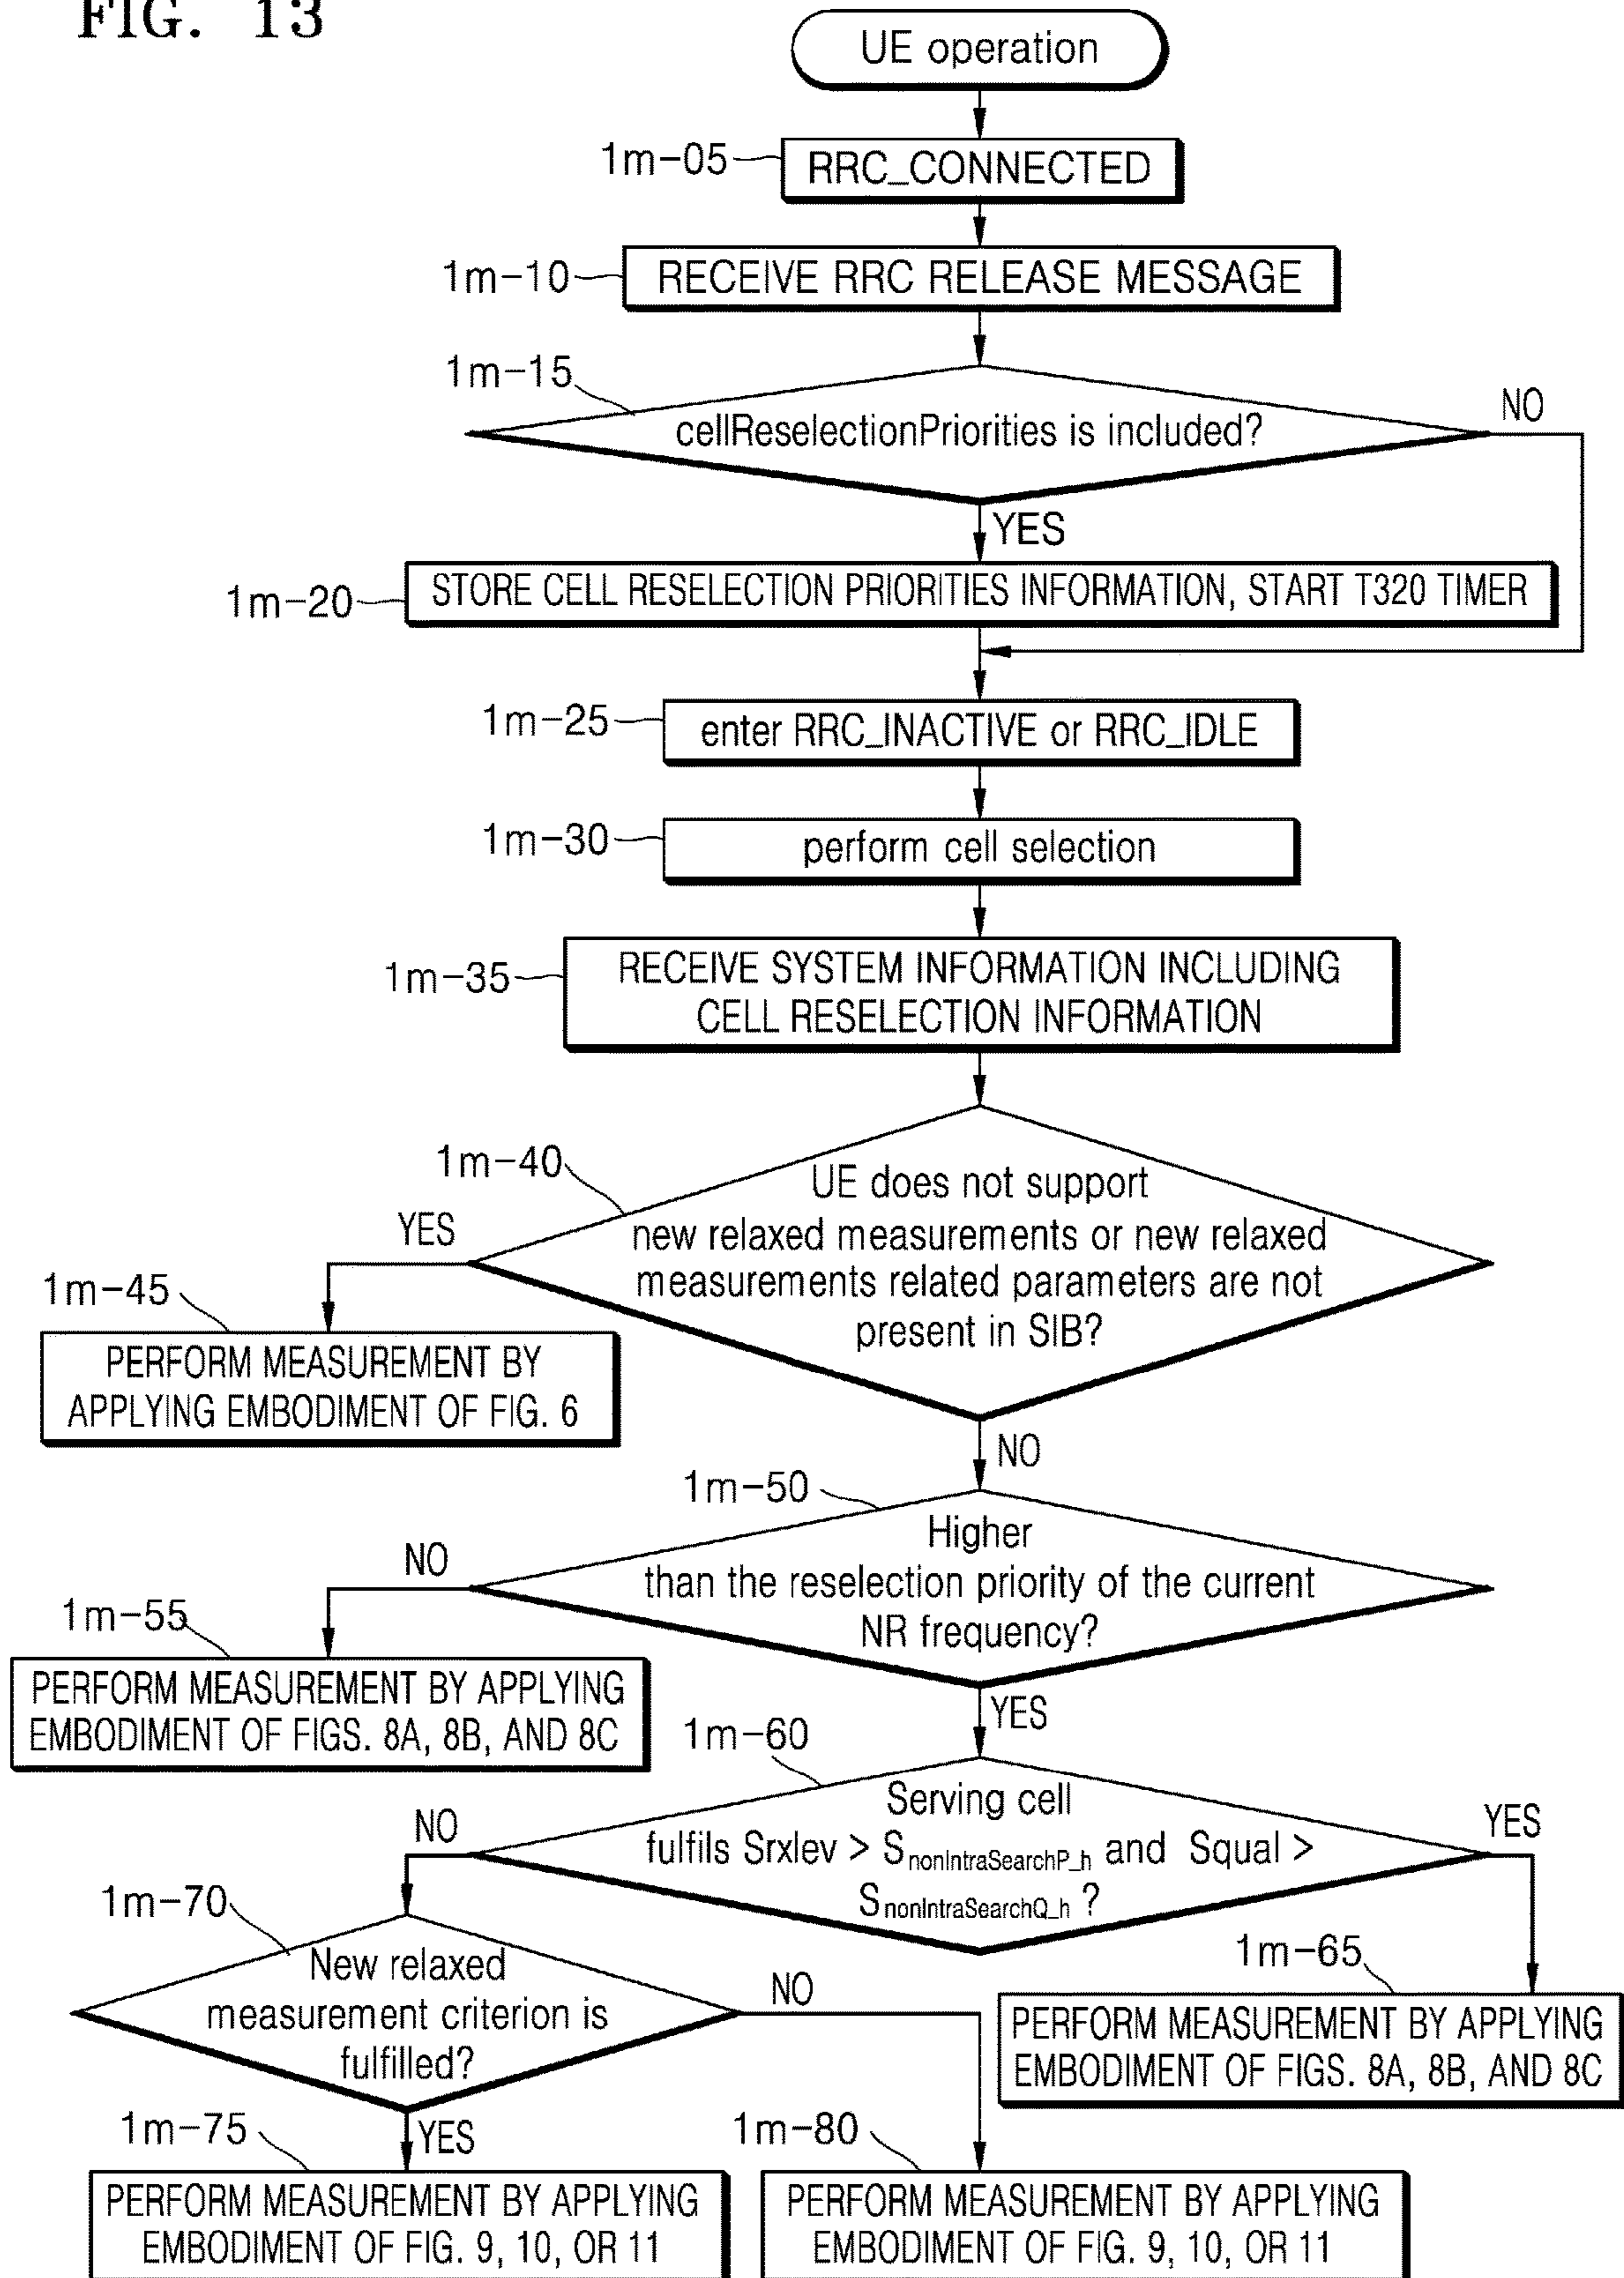 FIG. 13
UE operation
1m-05
RRC_CONNECTED
1m-10
RECEIVE RRC RELEASE MESSAGE
1m-15
cellReselectionPriorities is included?
NO
YES
1m-20
STORE CELL RESELECTION PRIORITIES INFORMATION, START T320 TIMER
1m-25
enter RRC_INACTIVE or RRC_IDLE
1m-30
perform cell selection
1m-35
RECEIVE SYSTEM INFORMATION INCLUDING
CELL RESELECTION INFORMATION
1m-40
UE does not support
new relaxed measurements or new relaxed
measurements related parameters are not
present in SIB?
YES
1m-45
PERFORM MEASUREMENT BY
APPLYING EMBODIMENT OF FIG. 6
NO
1m-50
Higher
than the reselection priority of the current
NR frequency?
NO
1m-55
PERFORM MEASUREMENT BY APPLYING
EMBODIMENT OF FIGS. 8A, 8B, AND 8C
YES
1m-60
Serving cell
fulfils Srxlev > SnonIntraSearchP_h and Squal >
SnonIntraSearchQ_h ?
NO
YES
1m-65
PERFORM MEASUREMENT BY APPLYING
EMBODIMENT OF FIGS. 8A, 8B, AND 8C
1m-70
New relaxed
measurement criterion is
fulfilled?
NO
YES
1m-75
PERFORM MEASUREMENT BY APPLYING
EMBODIMENT OF FIG. 9, 10, OR 11
1m-80
PERFORM MEASUREMENT BY APPLYING
EMBODIMENT OF FIG. 9, 10, OR 11